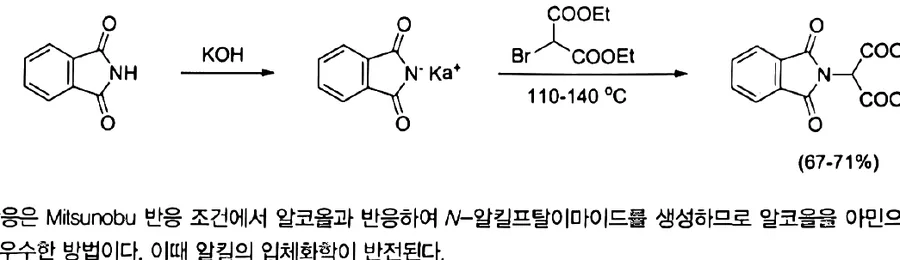 O
COOEt
KOH
NH
N⁻ Ka⁺
Br
COOEt
110-140 °C
O
O
N
COO
COO
O
(67-71%)
응은 Mitsunobu 반응 조건에서 알코올과 반응하여 N-알킬프탈이마이드를 생성하므로 알코올을 아민으
우수한 방법이다. 이때 알킬의 입체화학이 반전된다.